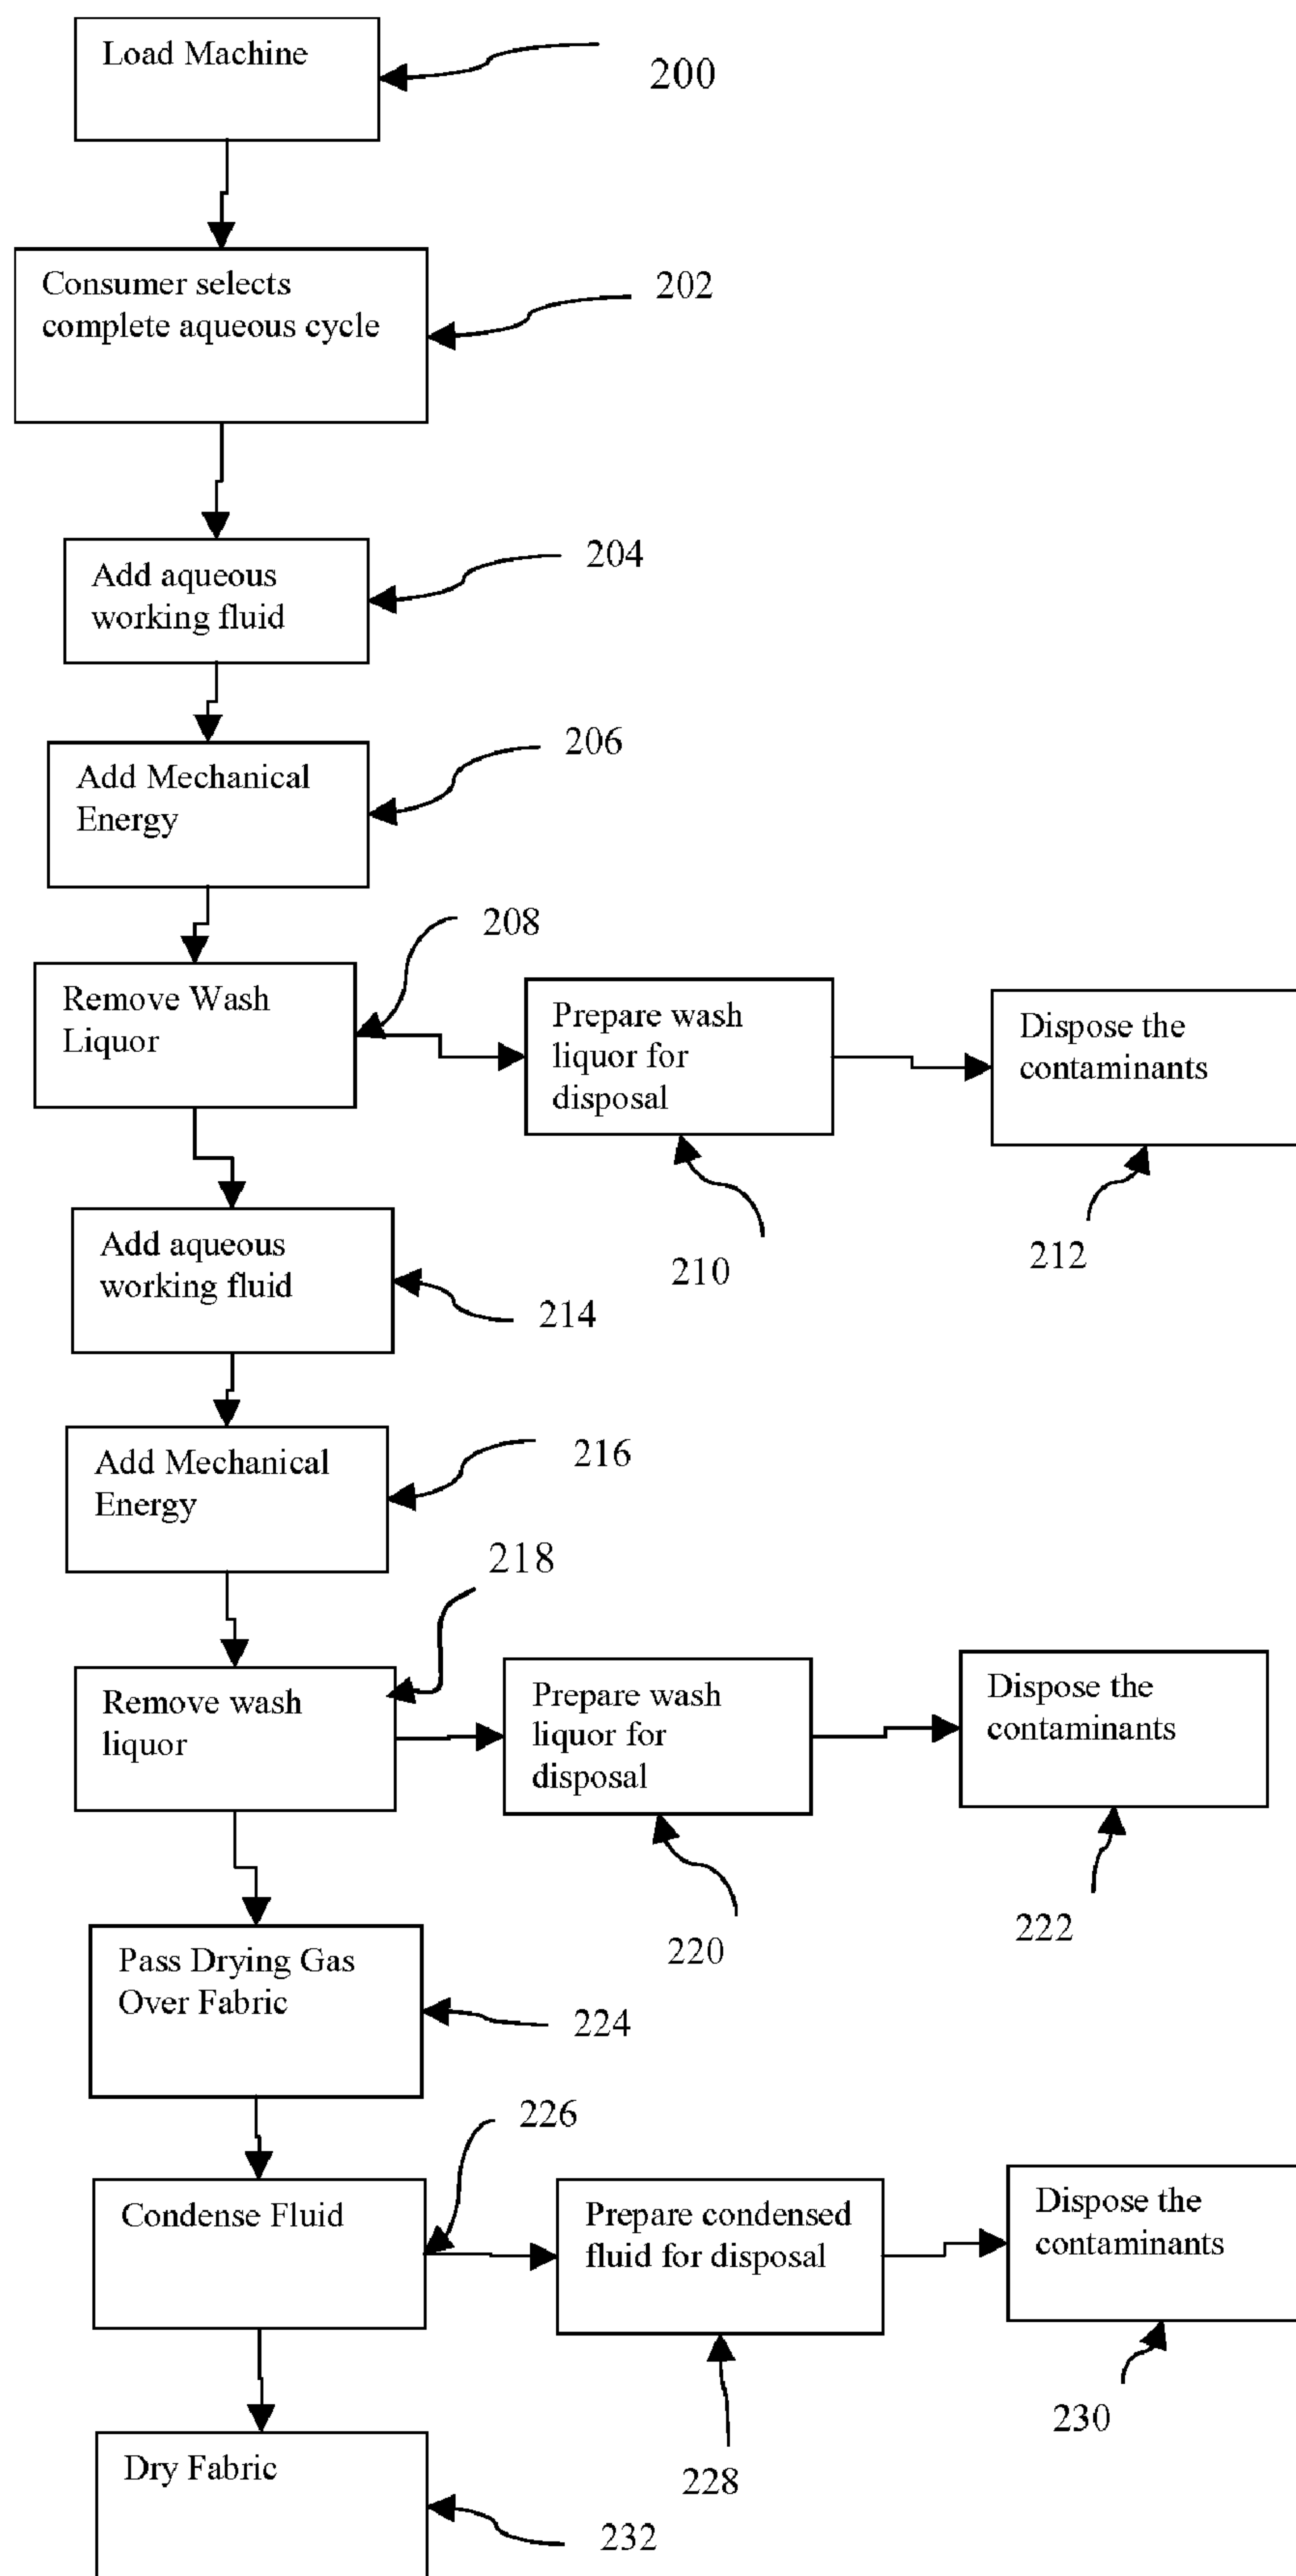 Load Machine
200
Consumer selects
complete aqueous cycle
202
Add aqueous
working fluid
204
Add Mechanical
Energy
206
Remove Wash
Liquor
208
Prepare wash
liquor for
disposal
210
Dispose the
contaminants
212
Add aqueous
working fluid
214
Add Mechanical
Energy
216
Remove wash
liquor
218
Prepare wash
liquor for
disposal
220
Dispose the
contaminants
222
Pass Drying Gas
Over Fabric
224
Condense Fluid
226
Prepare condensed
fluid for disposal
228
Dispose the
contaminants
230
Dry Fabric
232